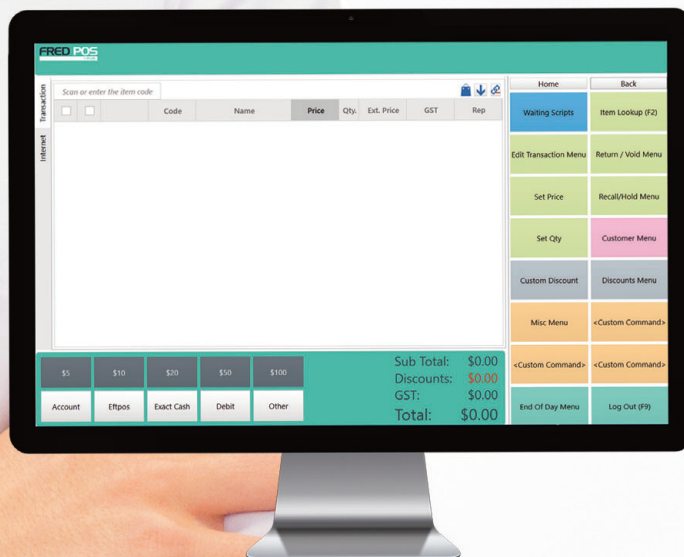 FRED POS
Transaction
Internet
Scan or enter the item code
Code Name Price Qty. Ext. Price GST Rep
Home Back
Waiting Scripts Item Lookup (F2)
Edit Transaction Menu Return / Void Menu
Set Price Recall/Hold Menu
Set Qty Customer Menu
Custom Discount Discounts Menu
Misc Menu <Custom Command>
<Custom Command> <Custom Command>
End Of Day Menu Log Out (F9)
$5 $10 $20 $50 $100
Account Eftpos Exact Cash Debit Other
Sub Total: $0.00
Discounts: $0.00
GST: $0.00
Total: $0.00